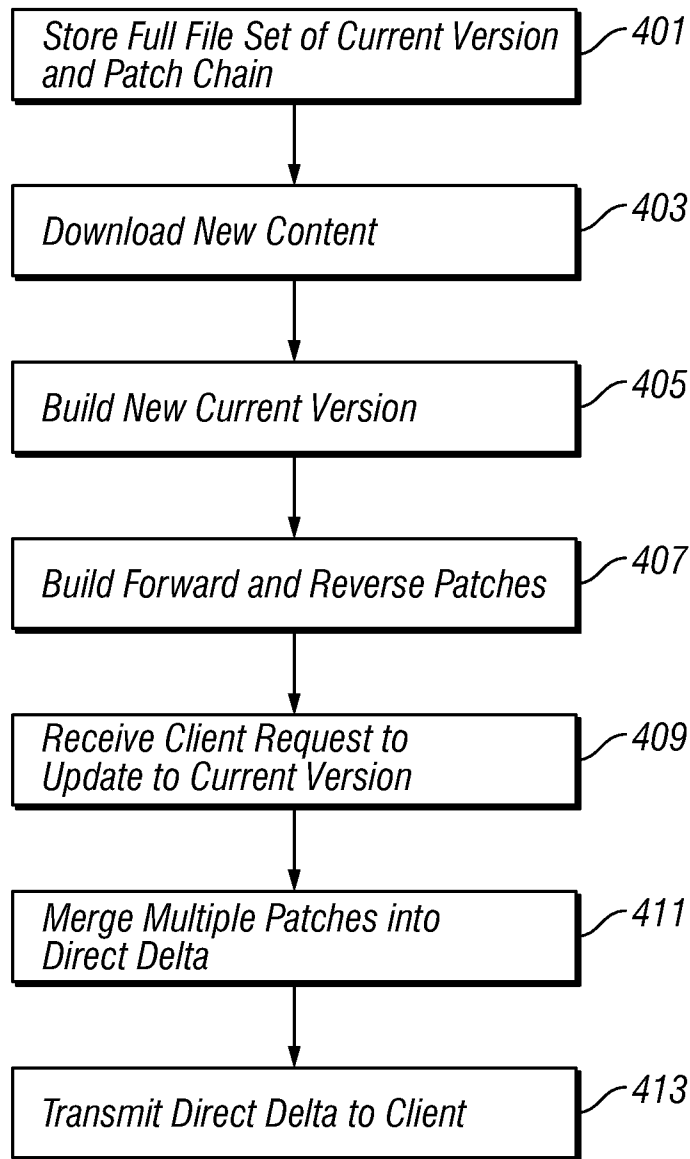 Store Full File Set of Current Version
and Patch Chain
401
Download New Content
403
Build New Current Version
405
Build Forward and Reverse Patches
407
Receive Client Request to
Update to Current Version
409
Merge Multiple Patches into
Direct Delta
411
Transmit Direct Delta to Client
413